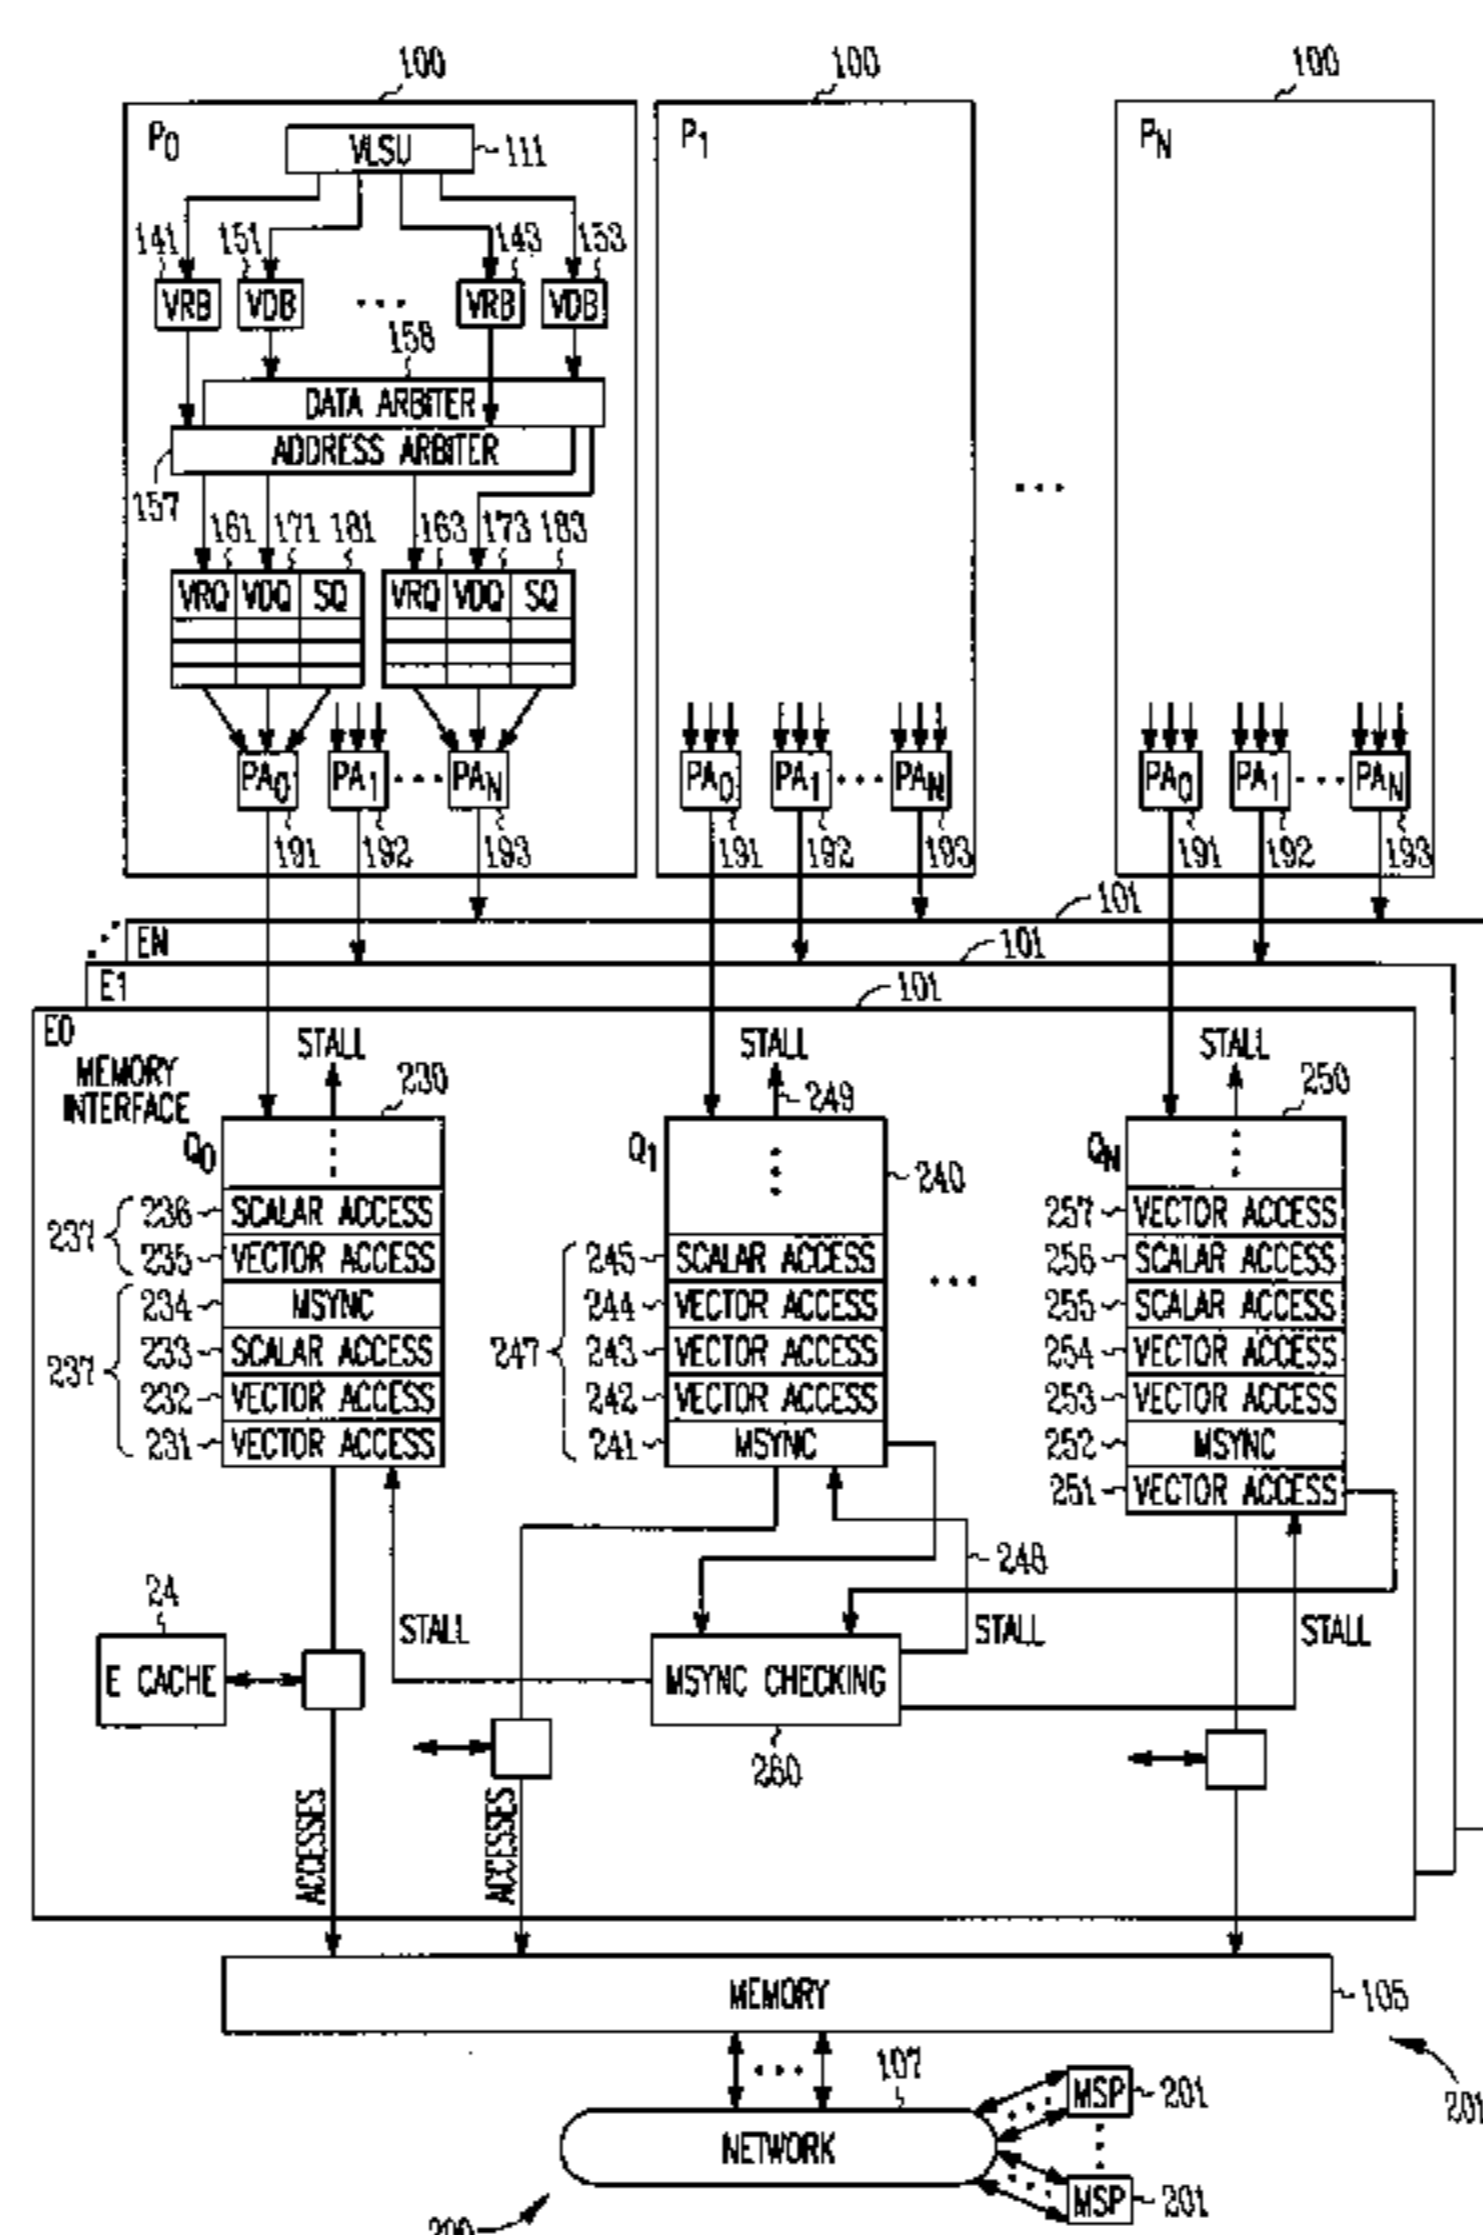 100 100 100
P0 P1 PN
VLSU 111
141 151 143 153
VRB VDB ... VRB VDB
158
DATA ARBITER
ADDRESS ARBITER
157
...
161 171 181 163 173 183
VRQ VDQ SQ VRQ VDQ SQ
PA0 PA1 ... PAN PA0 PA1 ... PAN PA0 PA1 ... PAN
191 192 193 191 192 193 191 192 193
EN 101
E1 101
E0 101
MEMORY
INTERFACE
STALL STALL STALL
230 249 250
Q0 Q1 240 QN
237 236 SCALAR ACCESS
235 VECTOR ACCESS
237 234 MSYNC
233 SCALAR ACCESS
232 VECTOR ACCESS
231 VECTOR ACCESS
247 245 SCALAR ACCESS
244 VECTOR ACCESS
243 VECTOR ACCESS
242 VECTOR ACCESS
241 MSYNC
...
257 VECTOR ACCESS
256 SCALAR ACCESS
255 SCALAR ACCESS
254 VECTOR ACCESS
253 VECTOR ACCESS
252 MSYNC
251 VECTOR ACCESS
248
24
E CACHE
STALL STALL STALL
MSYNC CHECKING
260
ACCESSES ACCESSES
MEMORY 105
201
107
NETWORK
MSP 201
MSP 201
200